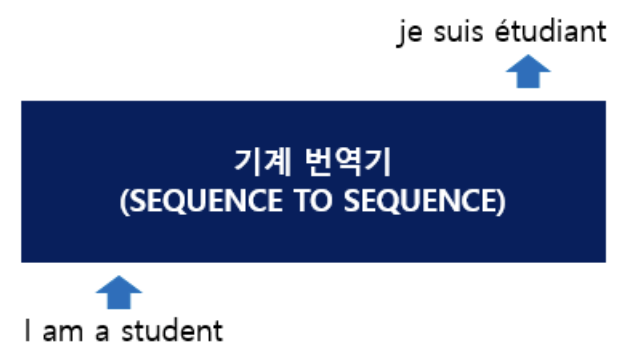 je suis étudiant
기계 번역기
(SEQUENCE TO SEQUENCE)
I am a student